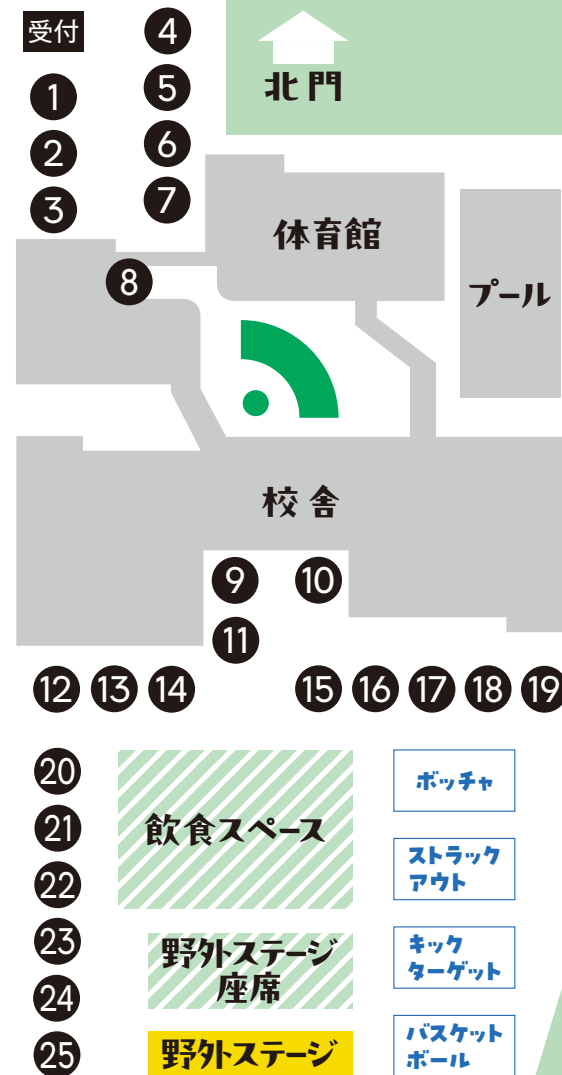 受付
4
北門
1
5
2
6
3
7
体育館
8
プール
校舎
9
10
11
12
13
14
15
16
17
18
19
20
飲食スペース
ボッチャ
21
ストラック
アウト
22
23
野外ステージ
座席
キック
ターゲット
24
25
野外ステージ
バスケット
ボール